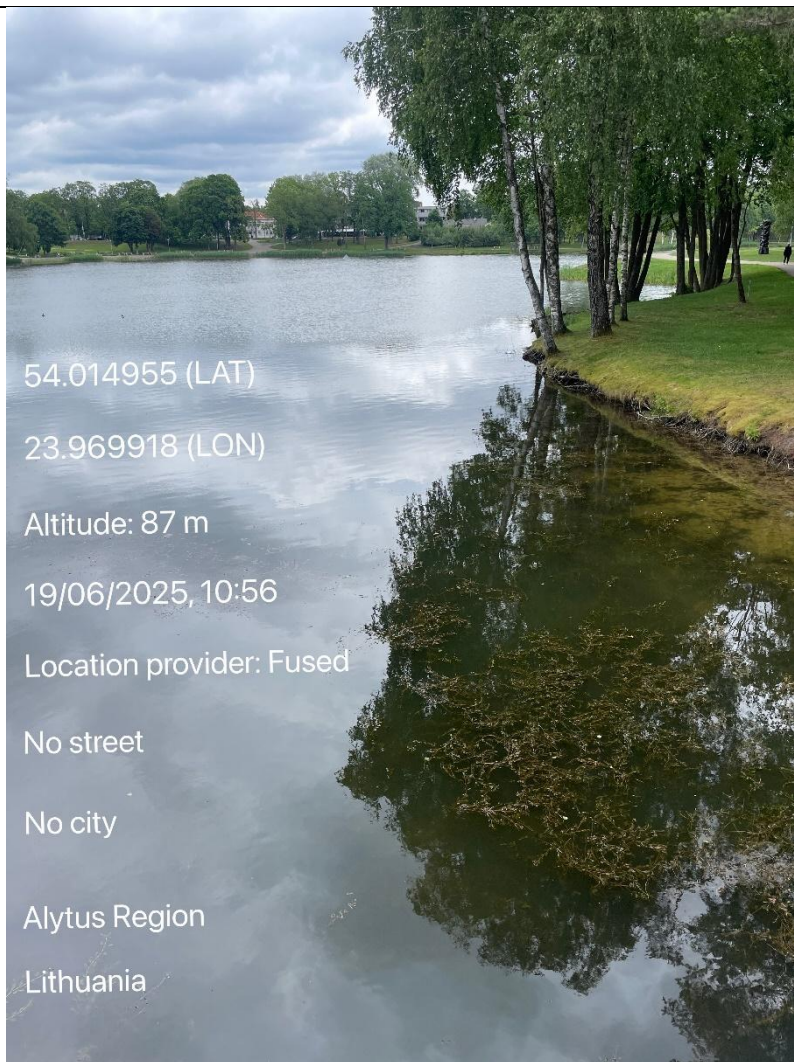 54.014955 (LAT)
23.969918 (LON)
Altitude: 87 m
19/06/2025, 10:56
Location provider: Fused
No street
No city
Alytus Region
Lithuania